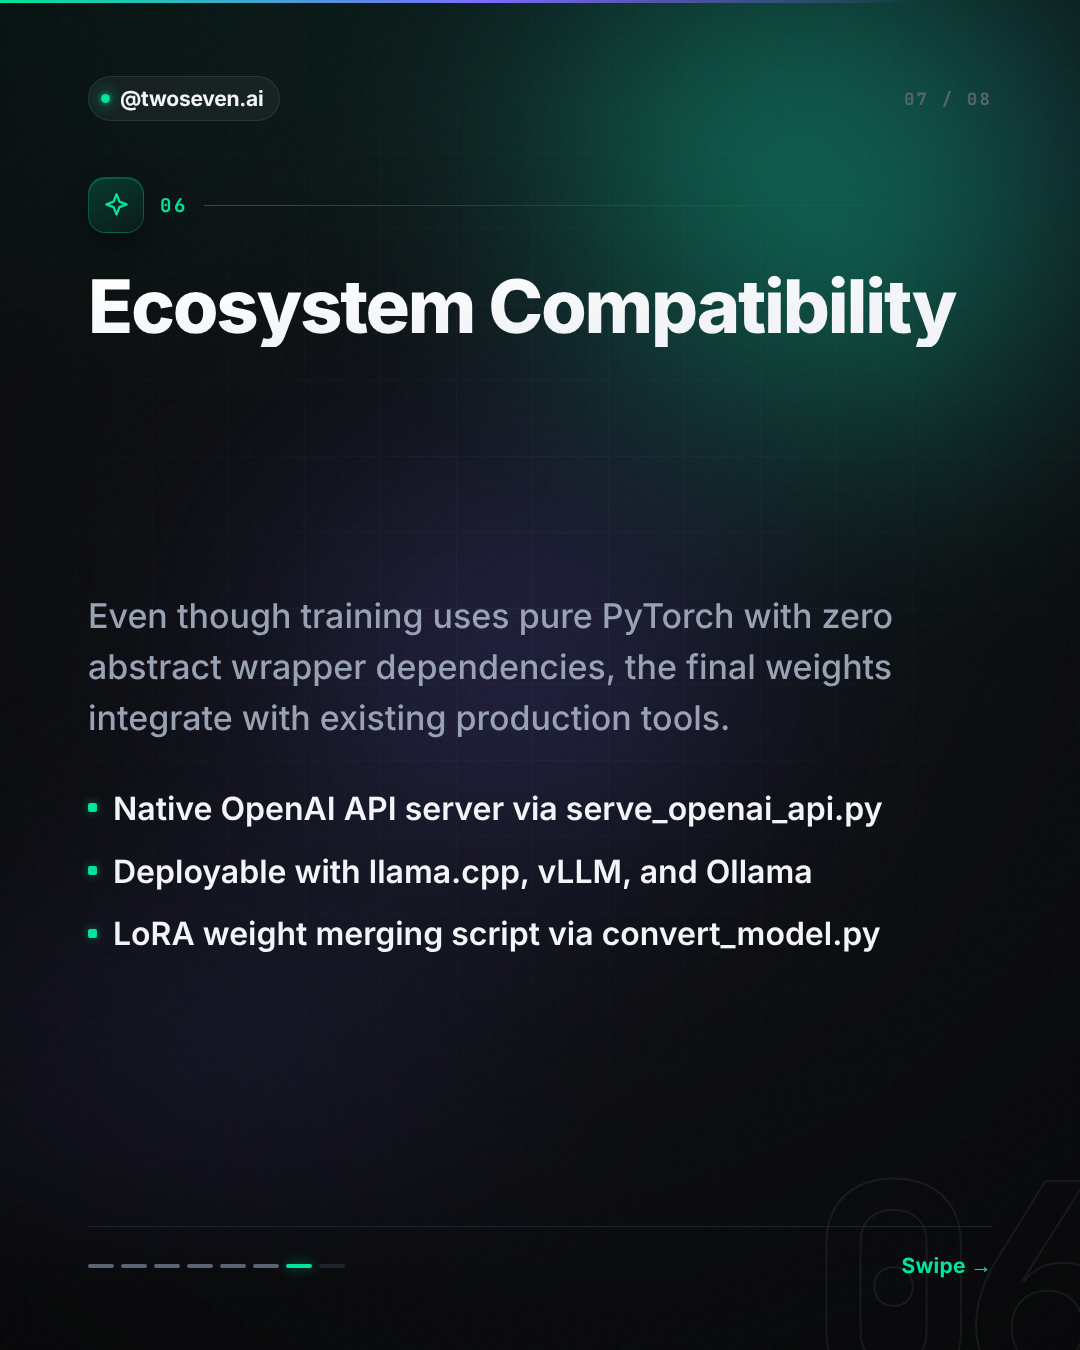 @twoseven.ai
07 / 08
06
Ecosystem Compatibility
Even though training uses pure PyTorch with zero
abstract wrapper dependencies, the final weights
integrate with existing production tools.
Native OpenAI API server via serve_openai_api.py
Deployable with llama.cpp, vLLM, and Ollama
LoRA weight merging script via convert_model.py
06
Swipe →